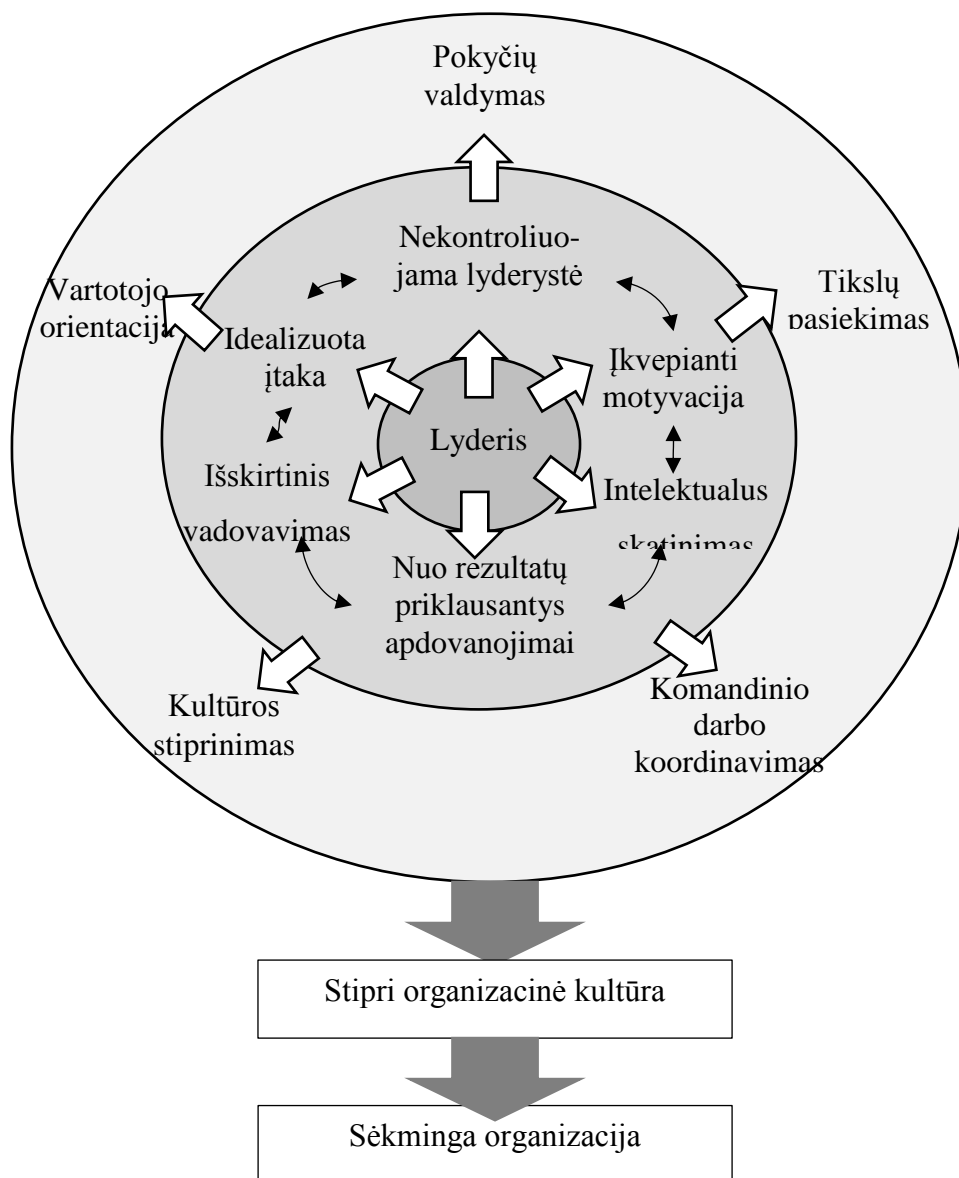 Pokyčių
valdymas
Nekontroliuo-
jama lyderystė
Vartotojo
orientacija
Tikslų
pasiekimas
Idealizuota
įtaka
Įkvepianti
motyvacija
Lyderis
Išskirtinis
vadovavimas
Intelektualus
skatinimas
Nuo rezultatų
priklausantys
apdovanojimai
Kultūros
stiprinimas
Komandinio
darbo
koordinavimas
Stipri organizacinė kultūra
Sėkminga organizacija